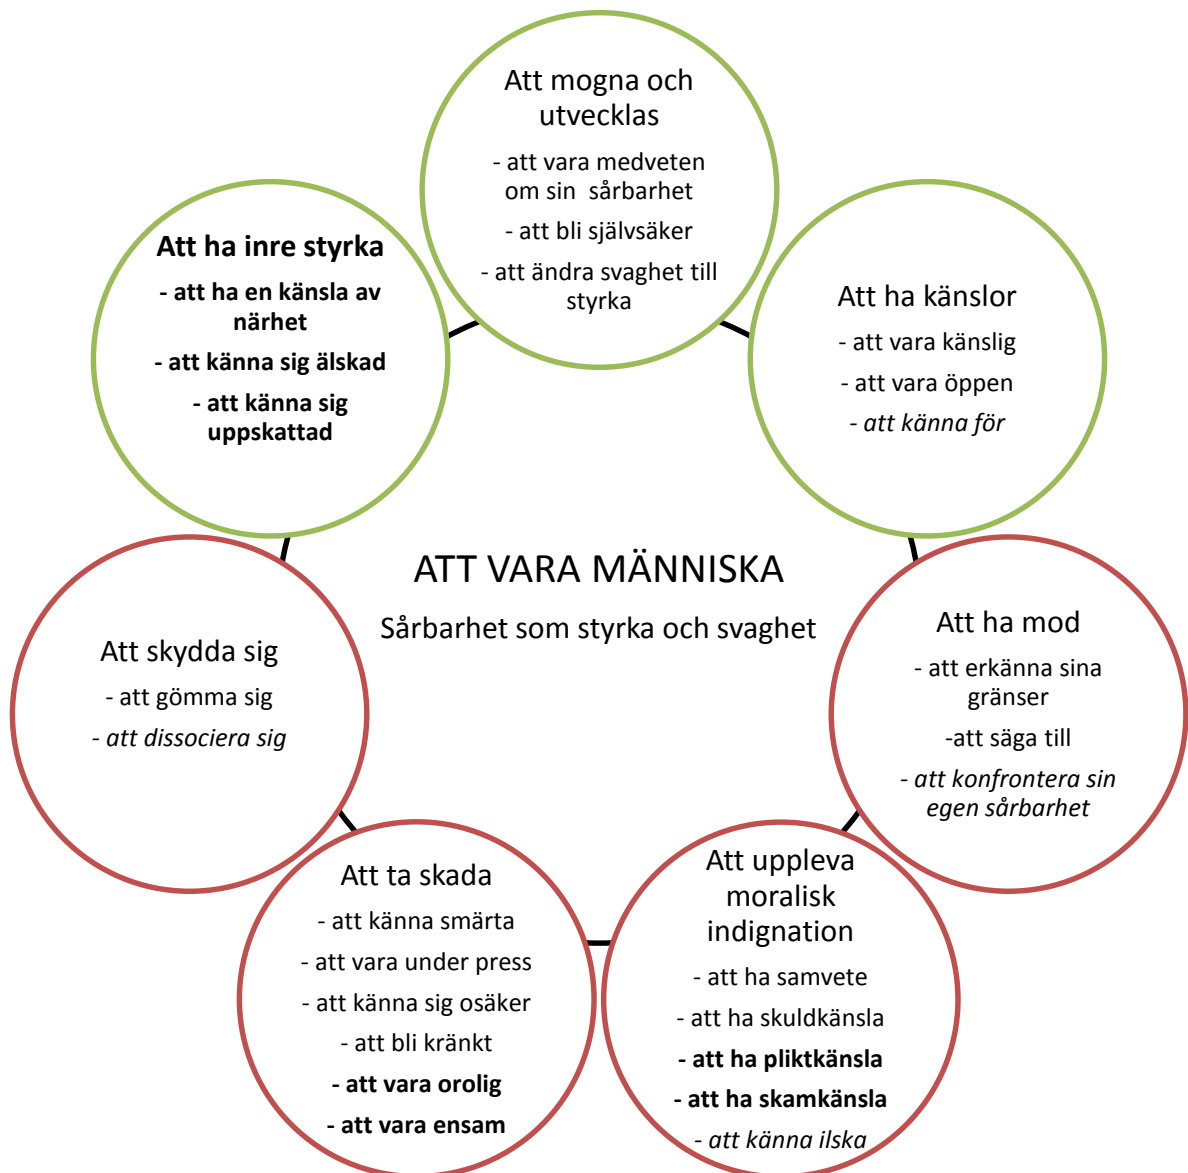 Att mogna och
utvecklas
- att vara medveten
om sin sårbarhet
- att bli självsäker
- att ändra svaghet till
styrka
Att ha inre styrka
- att ha en känsla av
närhet
- att känna sig älskad
- att känna sig
uppskattad
Att ha känslor
- att vara känslig
- att vara öppen
- att känna för
ATT VARA MÄNNISKA
Sårbarhet som styrka och svaghet
Att skydda sig
- att gömma sig
- att dissociera sig
Att ha mod
- att erkänna sina
gränser
-att säga till
- att konfrontera sin
egen sårbarhet
Att ta skada
- att känna smärta
- att vara under press
- att känna sig osäker
- att bli kränkt
- att vara orolig
- att vara ensam
Att uppleva
moralisk
indignation
- att ha samvete
- att ha skuldkänsla
- att ha pliktkänsla
- att ha skamkänsla
- att känna ilska